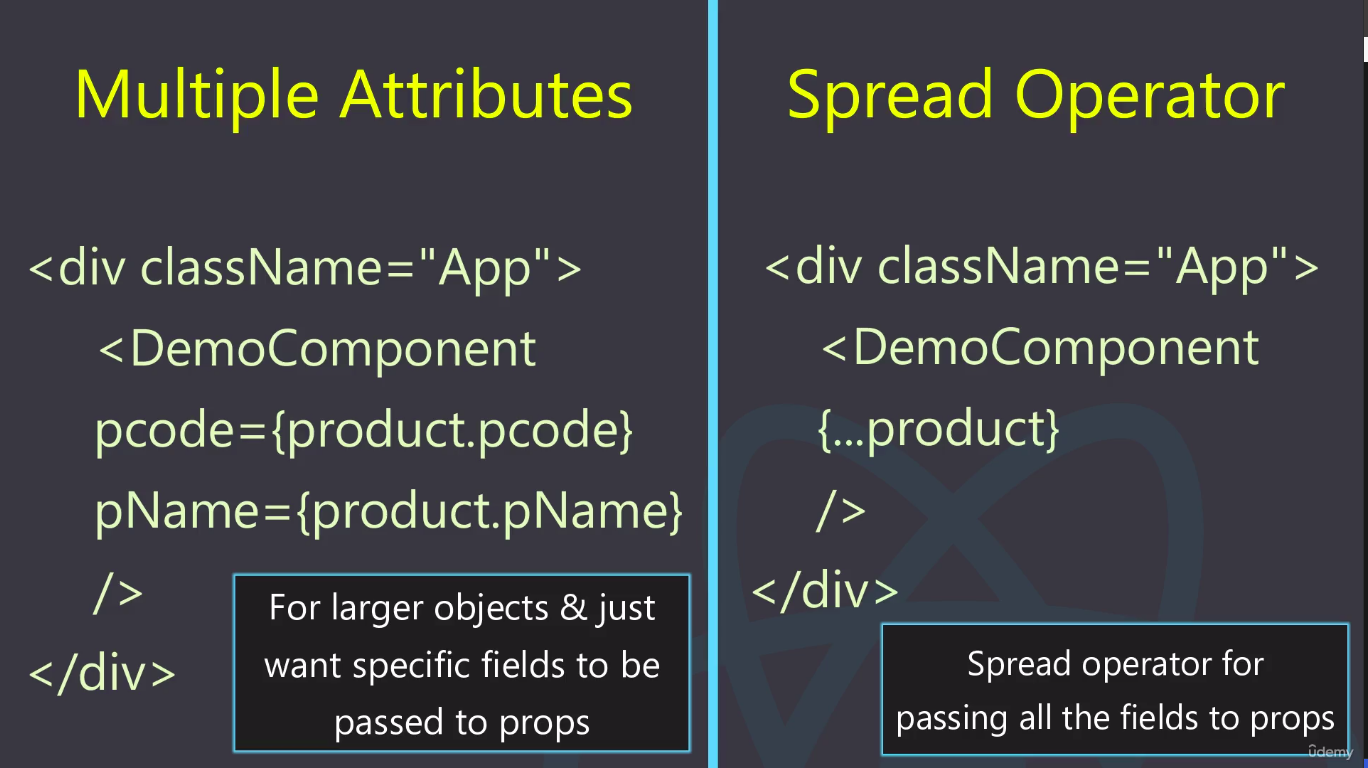 Multiple Attributes
<div className="App">
<DemoComponent
pcode={product.pcode}
pName={product.pName}
/>
</div>
For larger objects & just
want specific fields to be
passed to props
Spread Operator
<div className="App">
<DemoComponent
{...product}
/>
</div>
Spread operator for
passing all the fields to props
ûdemy